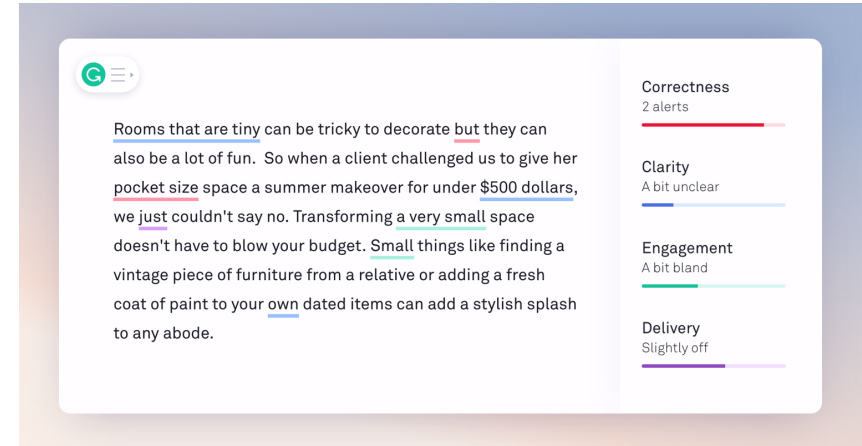 Rooms that are tiny can be tricky to decorate but they can
also be a lot of fun.  So when a client challenged us to give her
pocket size space a summer makeover for under $500 dollars,
we just couldn't say no. Transforming a very small space
doesn't have to blow your budget. Small things like finding a
vintage piece of furniture from a relative or adding a fresh
coat of paint to your own dated items can add a stylish splash
to any abode.
Correctness
2 alerts
Clarity
A bit unclear
Engagement
A bit bland
Delivery
Slightly off